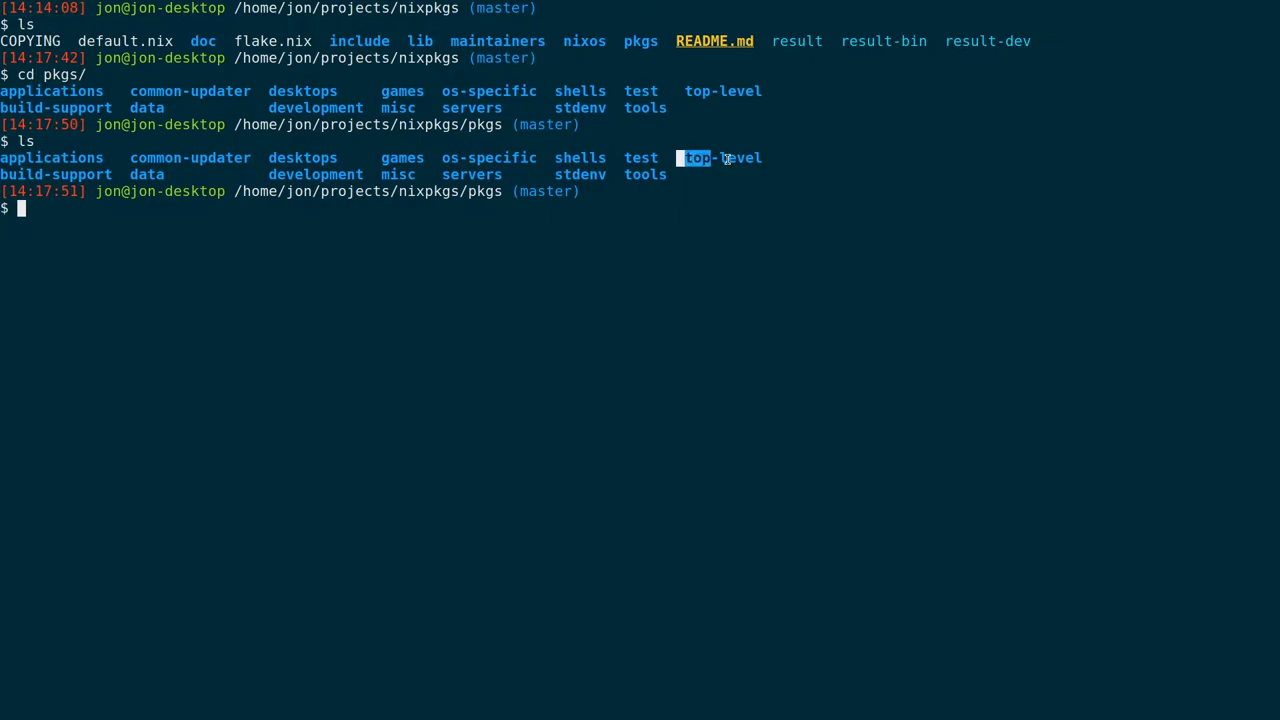 [14:14:08] jon@jon-desktop /home/jon/projects/nixpkgs (master)
$ ls
COPYING  default.nix  doc  flake.nix  include  lib  maintainers  nixos  pkgs  README.md  result  result-bin  result-dev
[14:17:42] jon@jon-desktop /home/jon/projects/nixpkgs (master)
$ cd pkgs/
applications   common-updater  desktops     games  os-specific  shells  test   top-level
build-support  data            development  misc   servers      stdenv  tools
[14:17:50] jon@jon-desktop /home/jon/projects/nixpkgs/pkgs (master)
$ ls
applications   common-updater  desktops     games  os-specific  shells  test   top-level
build-support  data            development  misc   servers      stdenv  tools
[14:17:51] jon@jon-desktop /home/jon/projects/nixpkgs/pkgs (master)
$